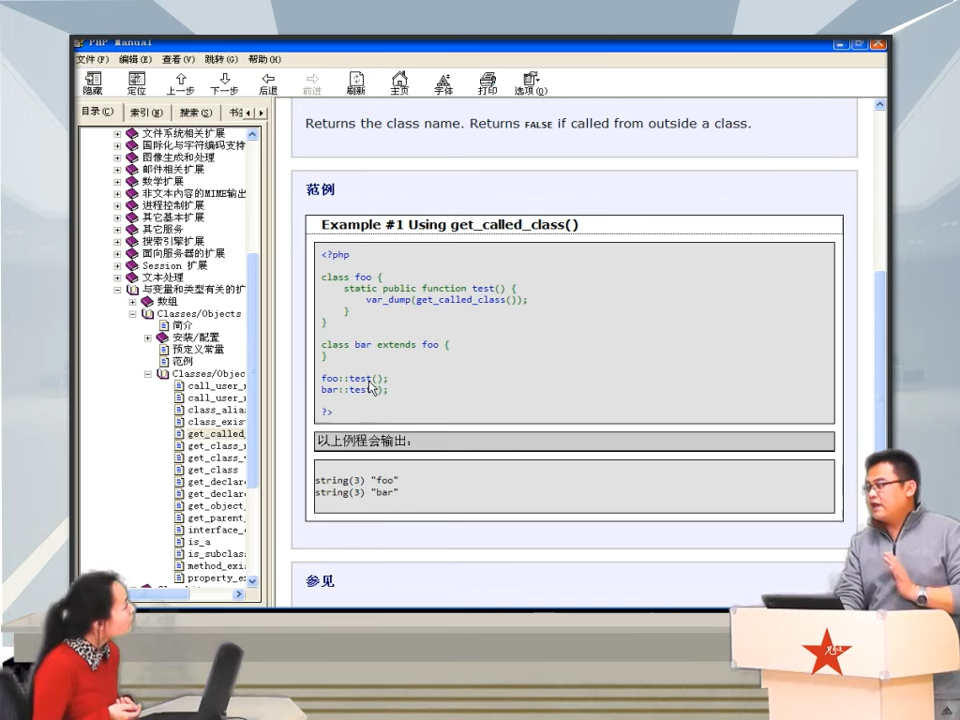 PHP Manual
文件(F) 编辑(E) 查看(V) 跳转(G) 帮助(H)
隐藏 定位 上一步 下一步 后退 前进 刷新 主页 字体 打印 选项(O)
目录(C) 索引(N) 搜索(S)
文件系统相关扩展
国际化与字符编码支持
图像生成和处理
邮件相关扩展
数学扩展
非文本内容的MIME输出
进程控制扩展
其它基本扩展
其它服务
搜索引擎扩展
面向服务器的扩展
Session 扩展
文本处理
与变量和类型有关的扩
数组
Classes/Objects
简介
安装/配置
预定义常量
范例
Classes/Objec
call_user_
call_user_
class_alia
class_exis
get_called_
get_class_
get_class_
get_class
get_declar
get_declar
get_object_
get_parent_
interface_
is_a
is_subclas
method_exi
property_e
Returns the class name. Returns FALSE if called from outside a class.
范例
Example #1 Using get_called_class()
<?php
class foo {
static public function test() {
var_dump(get_called_class());
}
}
class bar extends foo {
}
foo::test();
bar::test();
?>
以上例程会输出：
string(3) "foo"
string(3) "bar"
参见